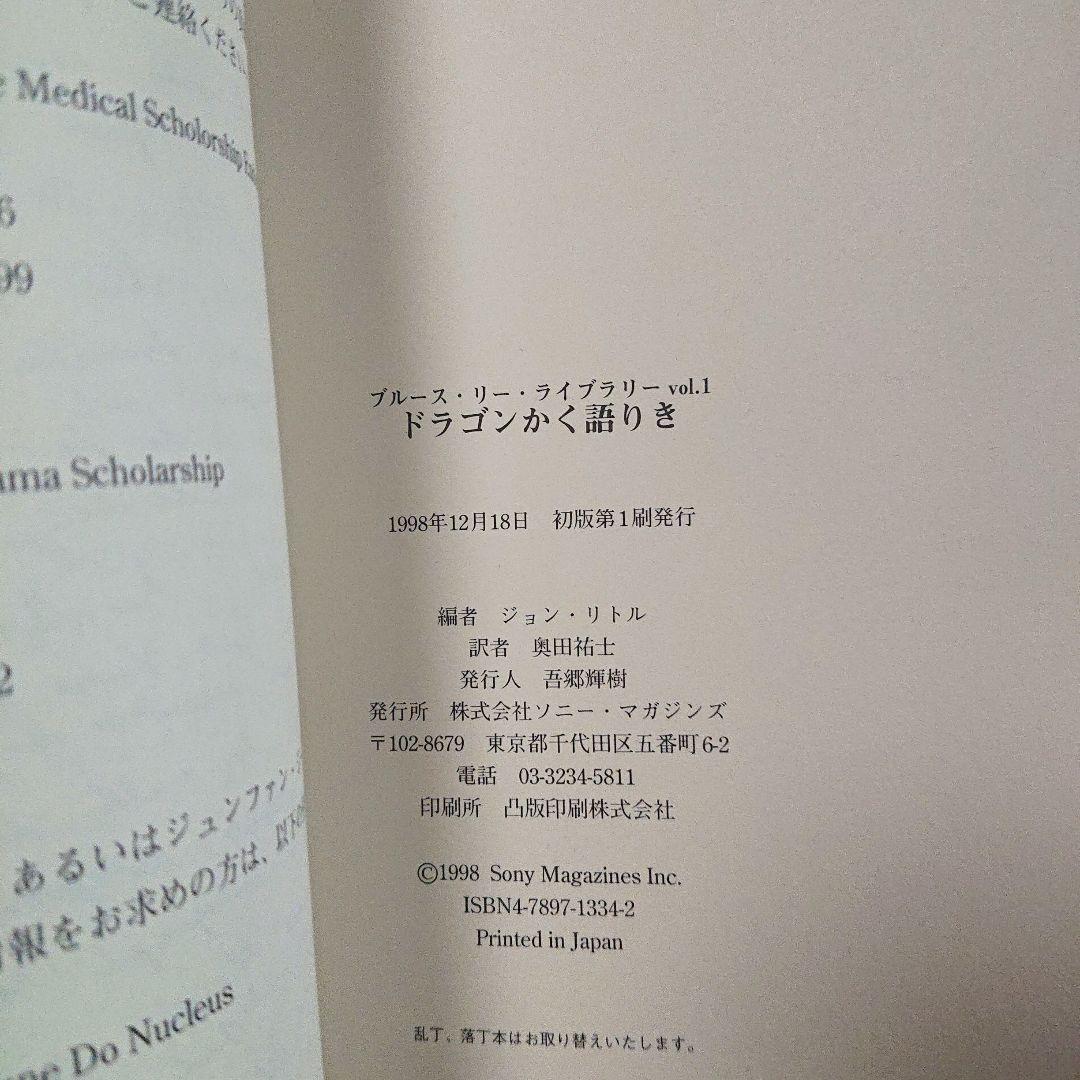 連絡くださ
Medical Scholorship
6
99
Scholarship
2
あるいはジュンファン・
報をお求めの方は、以下の
Do Nucleus
ブルース・リー・ライブラリー vol.1
ドラゴンかく語りき
1998年12月18日　初版第1刷発行
編者　ジョン・リトル
訳者　奥田祐士
発行人　吾郷輝樹
発行所　株式会社ソニー・マガジンズ
〒102-8679　東京都千代田区五番町6-2
電話　03-3234-5811
印刷所　凸版印刷株式会社
©1998 Sony Magazines Inc.
ISBN4-7897-1334-2
Printed in Japan
乱丁、落丁本はお取り替えいたします。